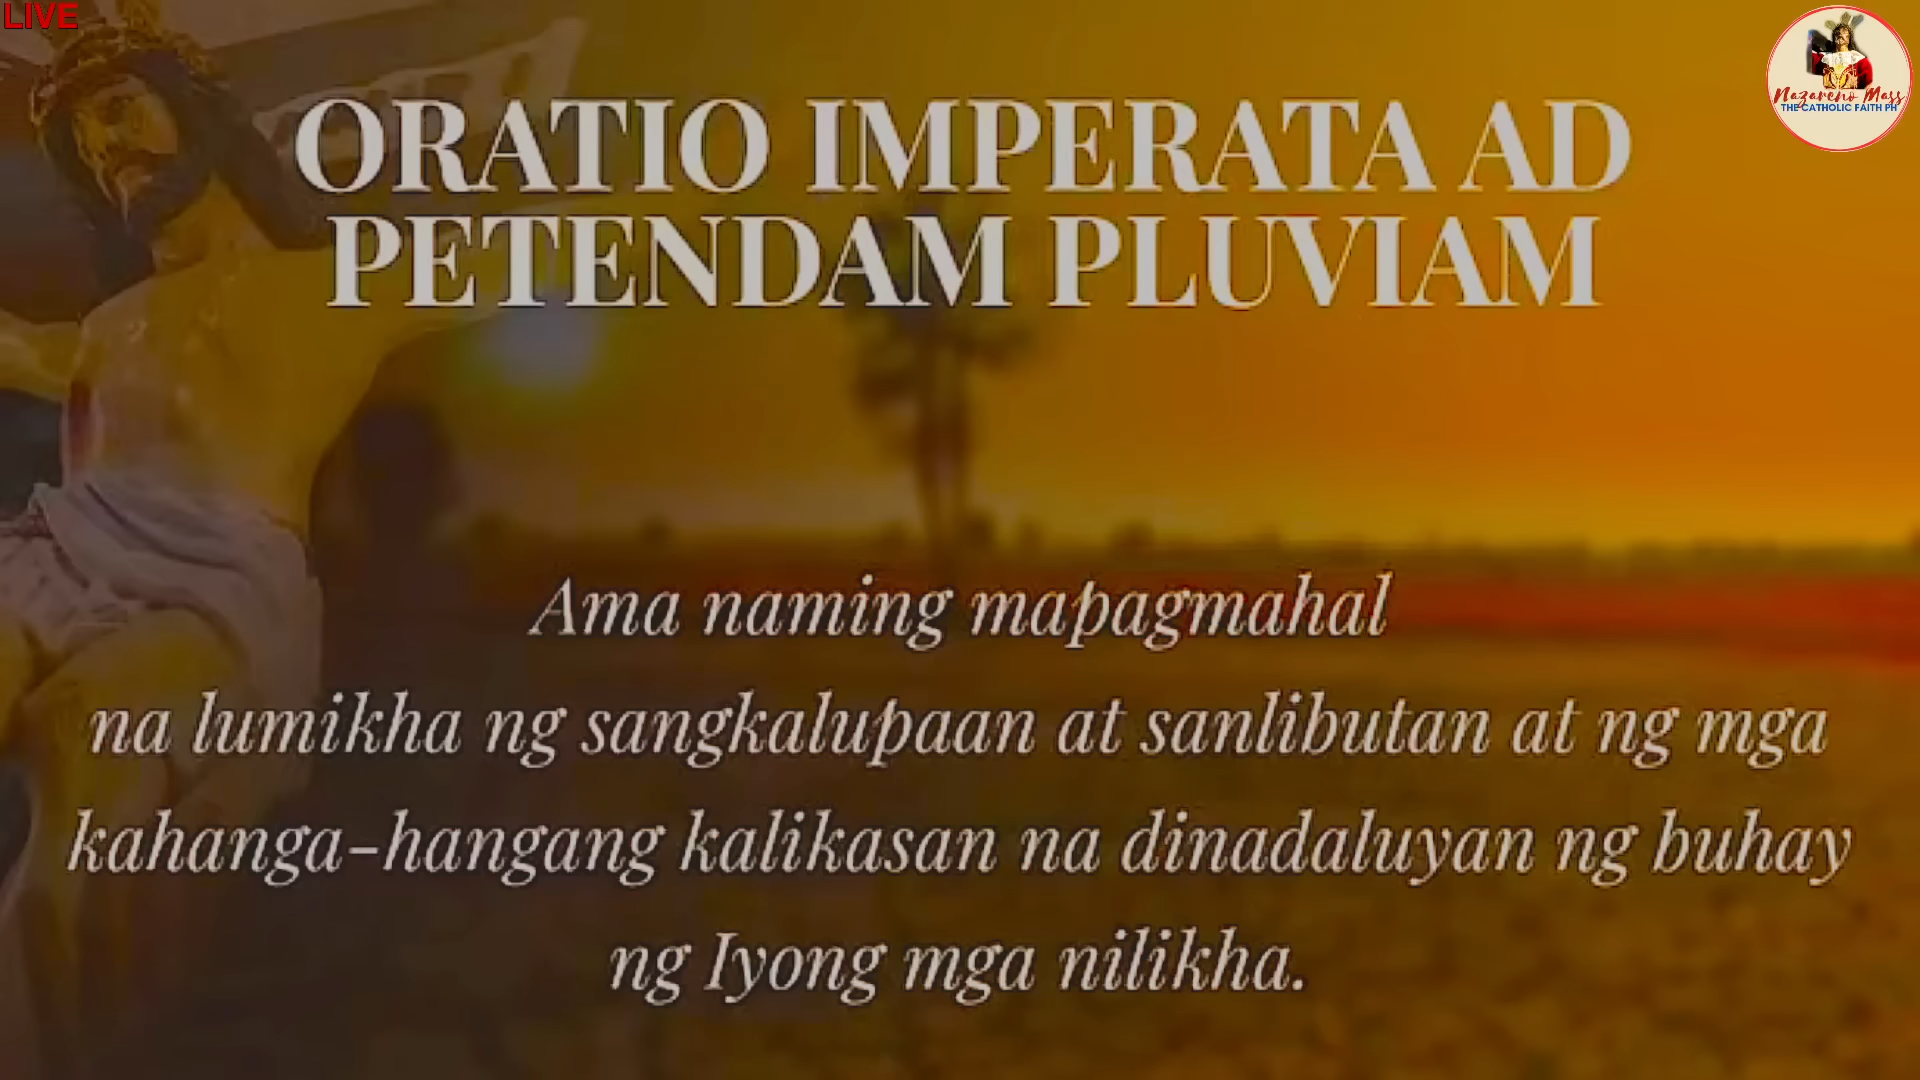 LIVE
Nazareno Mass
THE CATHOLIC FAITH PH
ORATIO IMPERATA AD
PETENDAM PLUVIAM
Ama naming mapagmahal
na lumikha ng sangkalupaan at sanlibutan at ng mga
kahanga-hangang kalikasan na dinadaluyan ng buhay
ng Iyong mga nilikha.